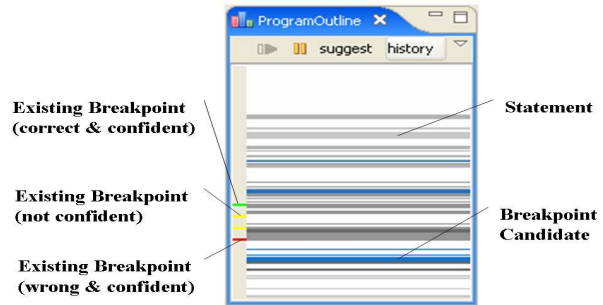 ProgramOutline
suggest history
Existing Breakpoint
(correct & confident)
Statement
Existing Breakpoint
(not confident)
Breakpoint
Candidate
Existing Breakpoint
(wrong & confident)